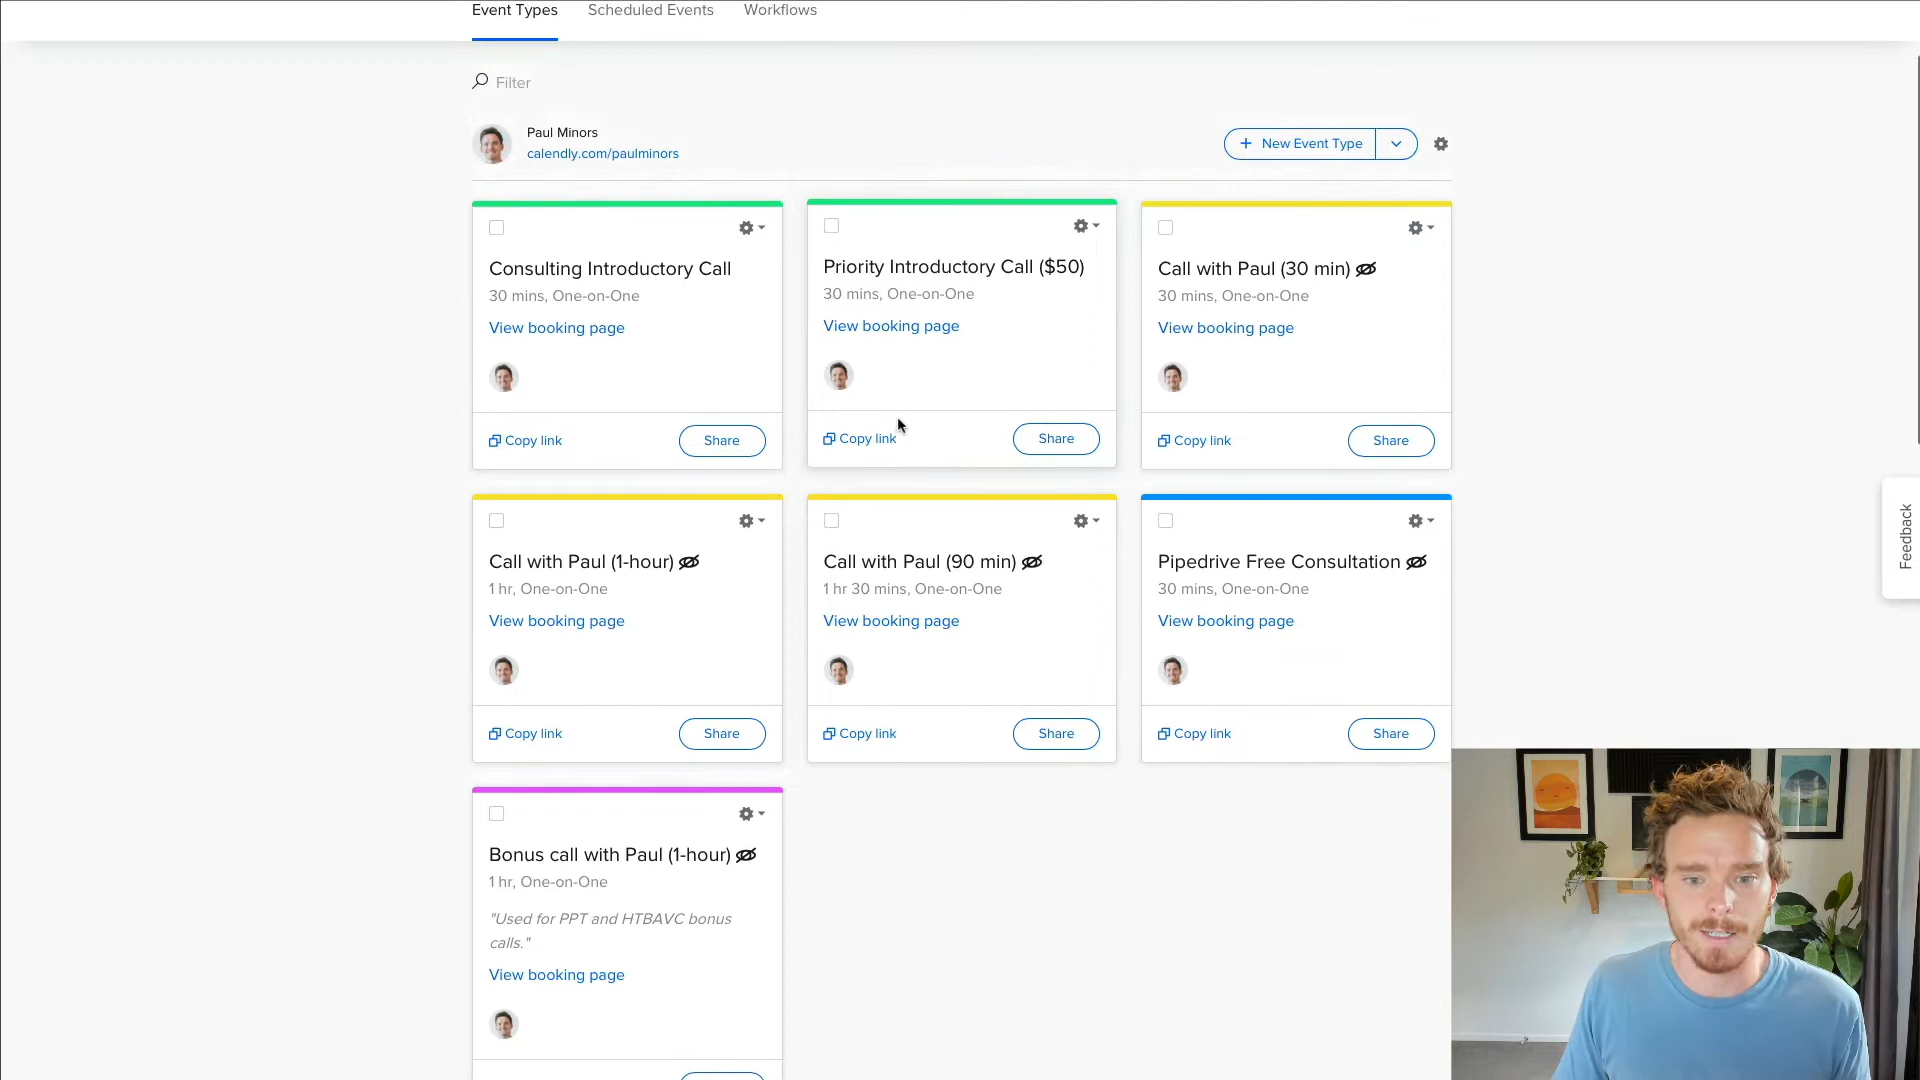 Event Types
Scheduled Events
Workflows
Filter
Paul Minors
calendly.com/paulminors
+ New Event Type
Consulting Introductory Call
30 mins, One-on-One
View booking page
Copy link
Share
Priority Introductory Call ($50)
30 mins, One-on-One
View booking page
Copy link
Share
Call with Paul (30 min)
30 mins, One-on-One
View booking page
Copy link
Share
Call with Paul (1-hour)
1 hr, One-on-One
View booking page
Copy link
Share
Call with Paul (90 min)
1 hr 30 mins, One-on-One
View booking page
Copy link
Share
Pipedrive Free Consultation
30 mins, One-on-One
View booking page
Copy link
Share
Bonus call with Paul (1-hour)
1 hr, One-on-One
"Used for PPT and HTBAVC bonus
calls."
View booking page
Feedback